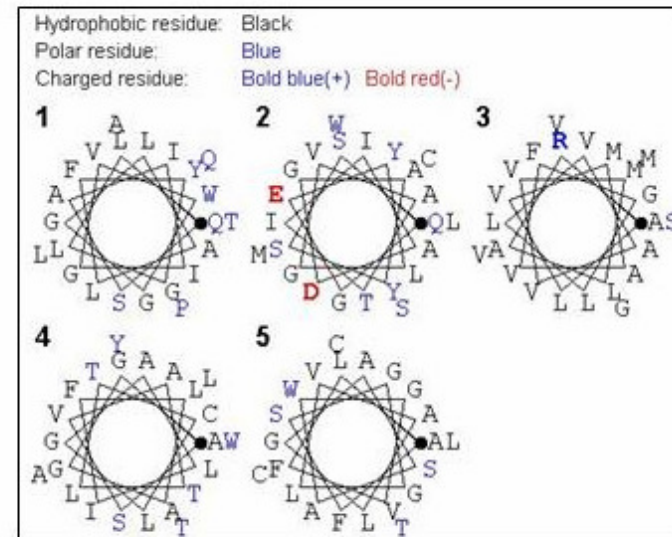 Hydrophobic residue: Black
Polar residue: Blue
Charged residue: Bold blue(+) Bold red(-)
1 2 3
A W V
L L S I R V
V I V Y F M
F Y Q G A C V M M
A W E A V G
G Q T I Q L L A S
L L A M S A V A A
G I G L V A
L S G G P D G T Y S V L L L G
4 5
Y C
G A L A
T A V G
F L L W G
V C S A
G A W G A L
A G L C F S
L T L G
I S L A T A F L V T